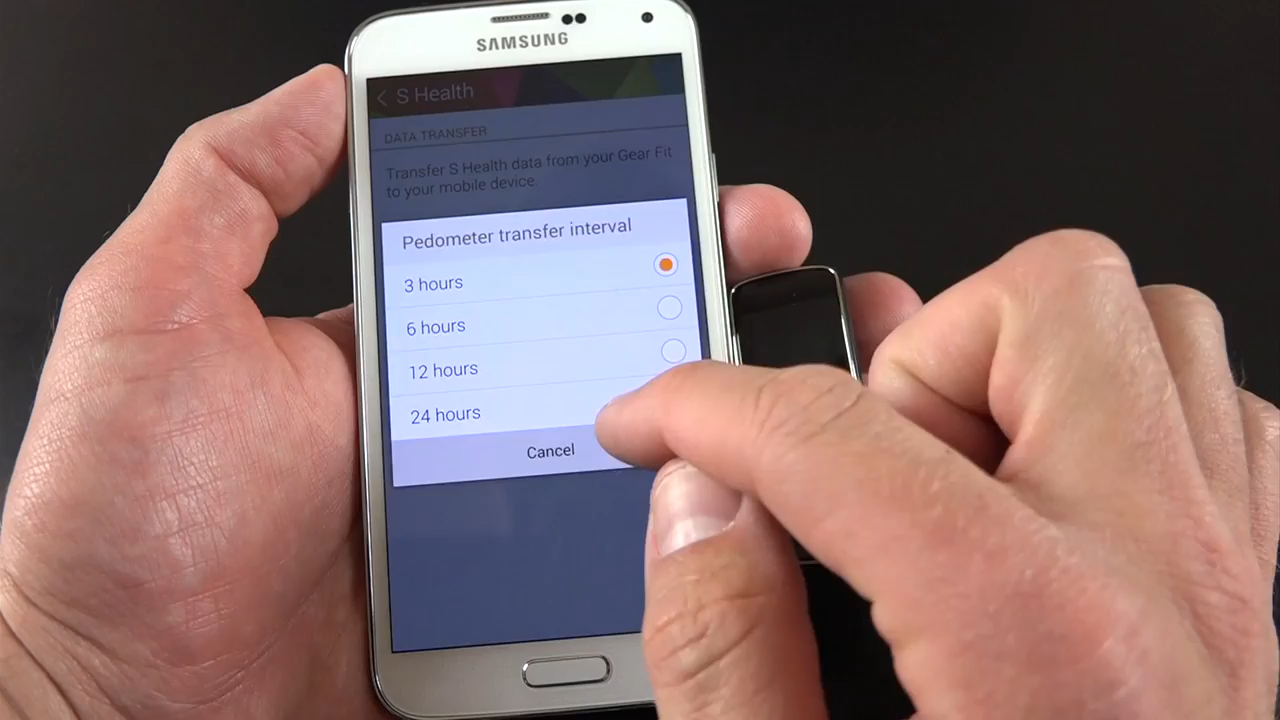 SAMSUNG
S Health
DATA TRANSFER
Transfer S Health data from your Gear Fit
to your mobile device.
Pedometer transfer interval
3 hours
6 hours
12 hours
24 hours
Cancel